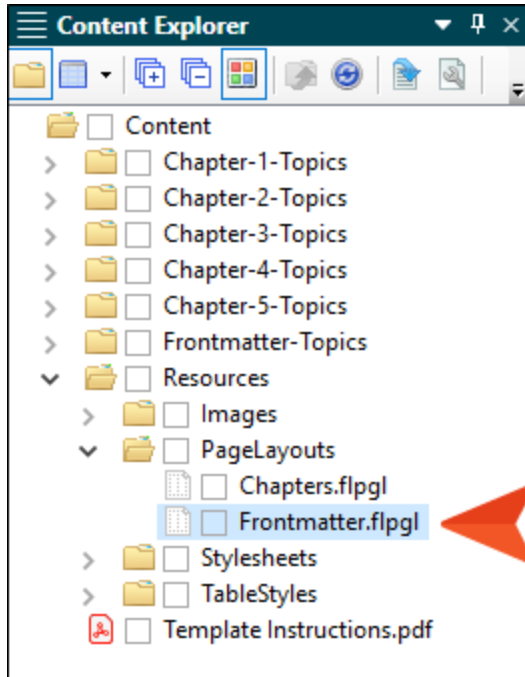 Content Explorer
Content
Chapter-1-Topics
Chapter-2-Topics
Chapter-3-Topics
Chapter-4-Topics
Chapter-5-Topics
Frontmatter-Topics
Resources
Images
PageLayouts
Chapters.flpgl
Frontmatter.flpgl
Stylesheets
TableStyles
Template Instructions.pdf